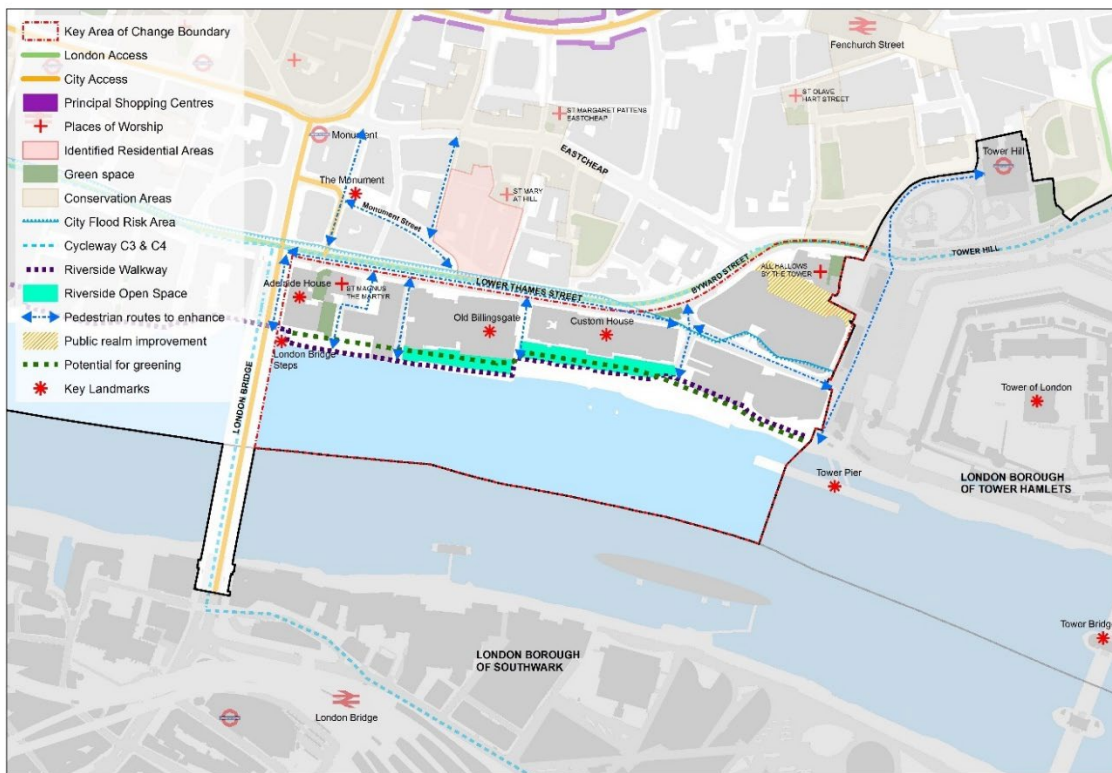 Key Area of Change Boundary
London Access
City Access
Principal Shopping Centres
Places of Worship
Identified Residential Areas
Green space
Conservation Areas
City Flood Risk Area
Cycleway C3 & C4
Riverside Walkway
Riverside Open Space
Pedestrian routes to enhance
Public realm improvement
Potential for greening
Key Landmarks
Fenchurch Street
ST OLAVE
HART STREET
ST MARGARET PATTENS
EASTCHEAP
Monument
EASTCHEAP
Tower Hill
The Monument
ST MARY
AT HILL
Monument Street
TOWER HILL
BYWARD STREET
ALL HALLOWS
BY THE TOWER
LOWER THAMES STREET
Adelaide House
ST MAGNUS
THE MARTYR
Old Billingsgate
Custom House
London Bridge
Steps
LONDON BRIDGE
Tower of London
Tower Pier
LONDON BOROUGH
OF TOWER HAMLETS
Tower Bridge
LONDON BOROUGH
OF SOUTHWARK
London Bridge